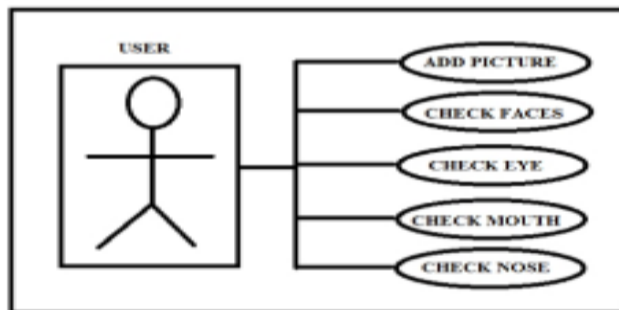 USER
ADD PICTURE
CHECK FACES
CHECK EYE
CHECK MOUTH
CHECK NOSE